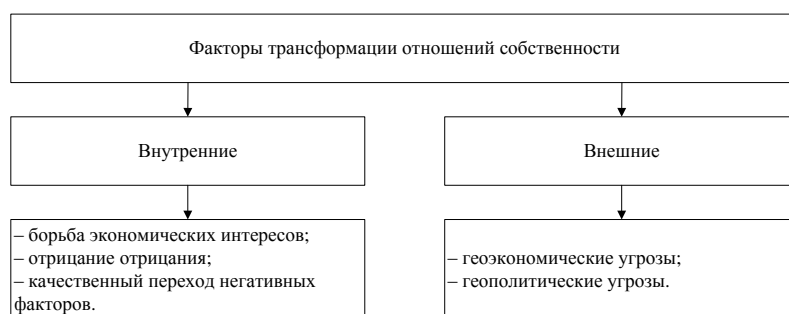 Факторы трансформации отношений собственности
Внутренние
Внешние
– борьба экономических интересов;
– отрицание отрицания;
– качественный переход негативных
факторов.
– геоэкономические угрозы;
– геополитические угрозы.